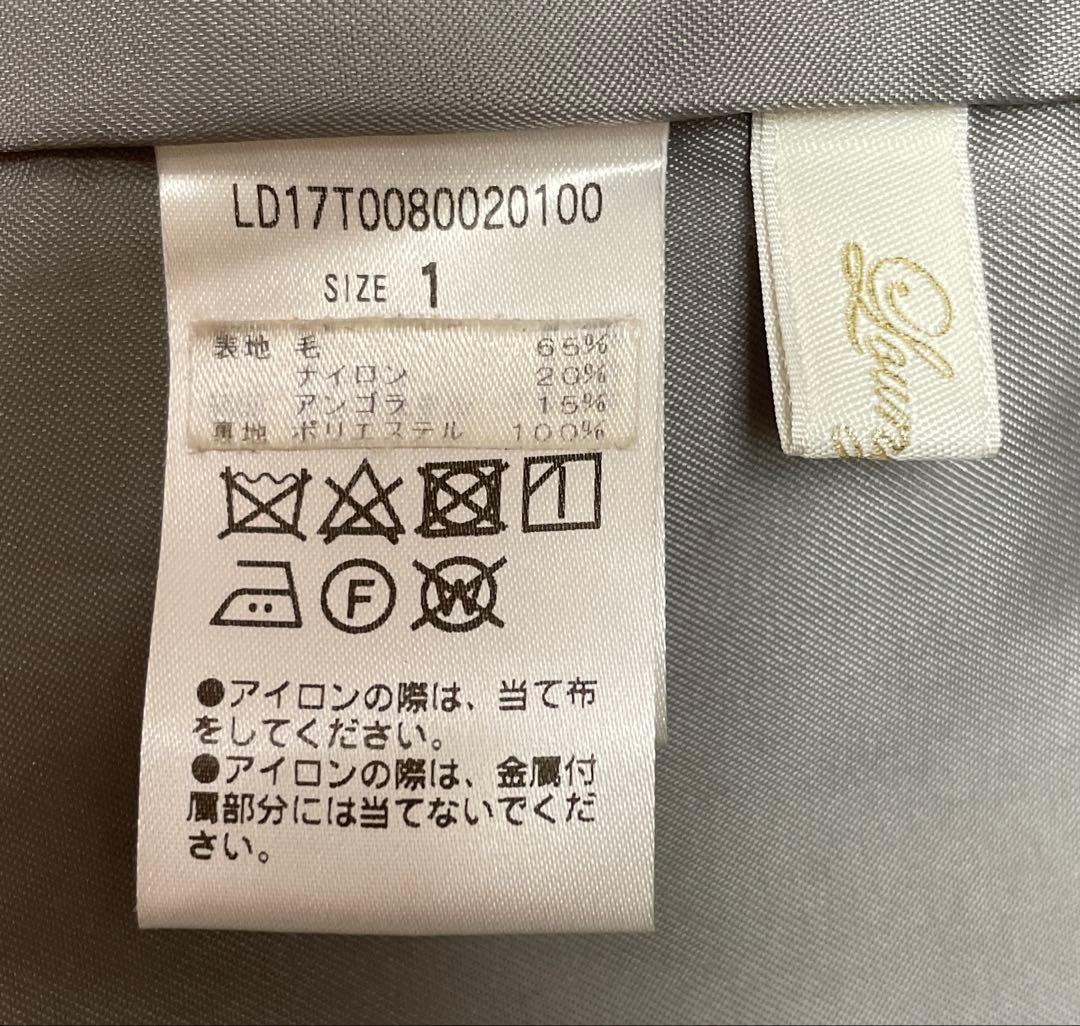 LD17T0080020100
SIZE 1
表地 毛 65%
ナイロン 20%
アンゴラ 15%
裏地 ポリエステル 100%
F
W
●アイロンの際は、当て布
をしてください。
●アイロンの際は、金属付
属部分には当てないでくだ
さい。